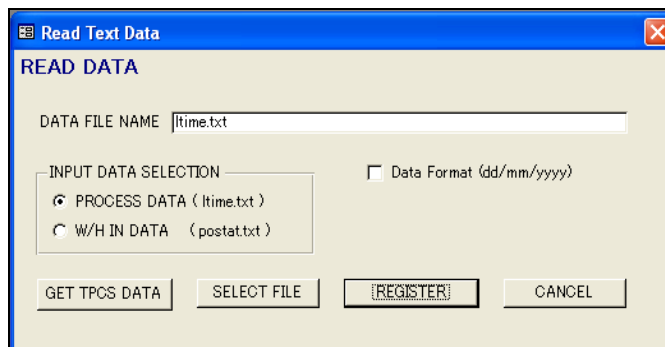 Read Text Data
READ DATA
DATA FILE NAME ltime.txt
INPUT DATA SELECTION
Data Format (dd/mm/yyyy)
PROCESS DATA ( ltime.txt )
W/H IN DATA ( postat.txt )
GET TPCS DATA SELECT FILE REGISTER CANCEL